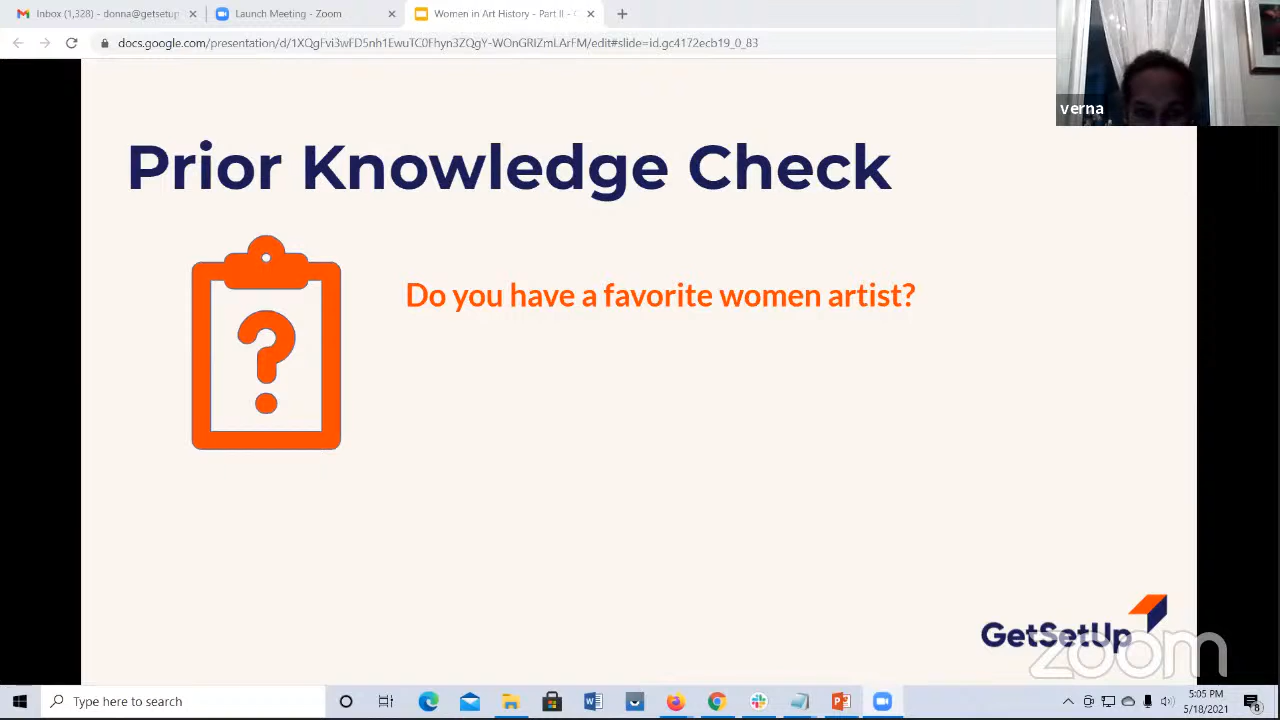 Inbox (1,328) - donna@getsetup
Launch Meeting - Zoom
Women in Art History - Part II -
docs.google.com/presentation/d/1XQgFvi3wFD5nh1EwuTC0Fhyn3ZQgY-WOnGRlZmLArFM/edit#slide=id.gc4172ecb19_0_83
verna
Prior Knowledge Check
?
Do you have a favorite women artist?
GetSetUp
zoom
Type here to search
5:05 PM
5/18/2021
8